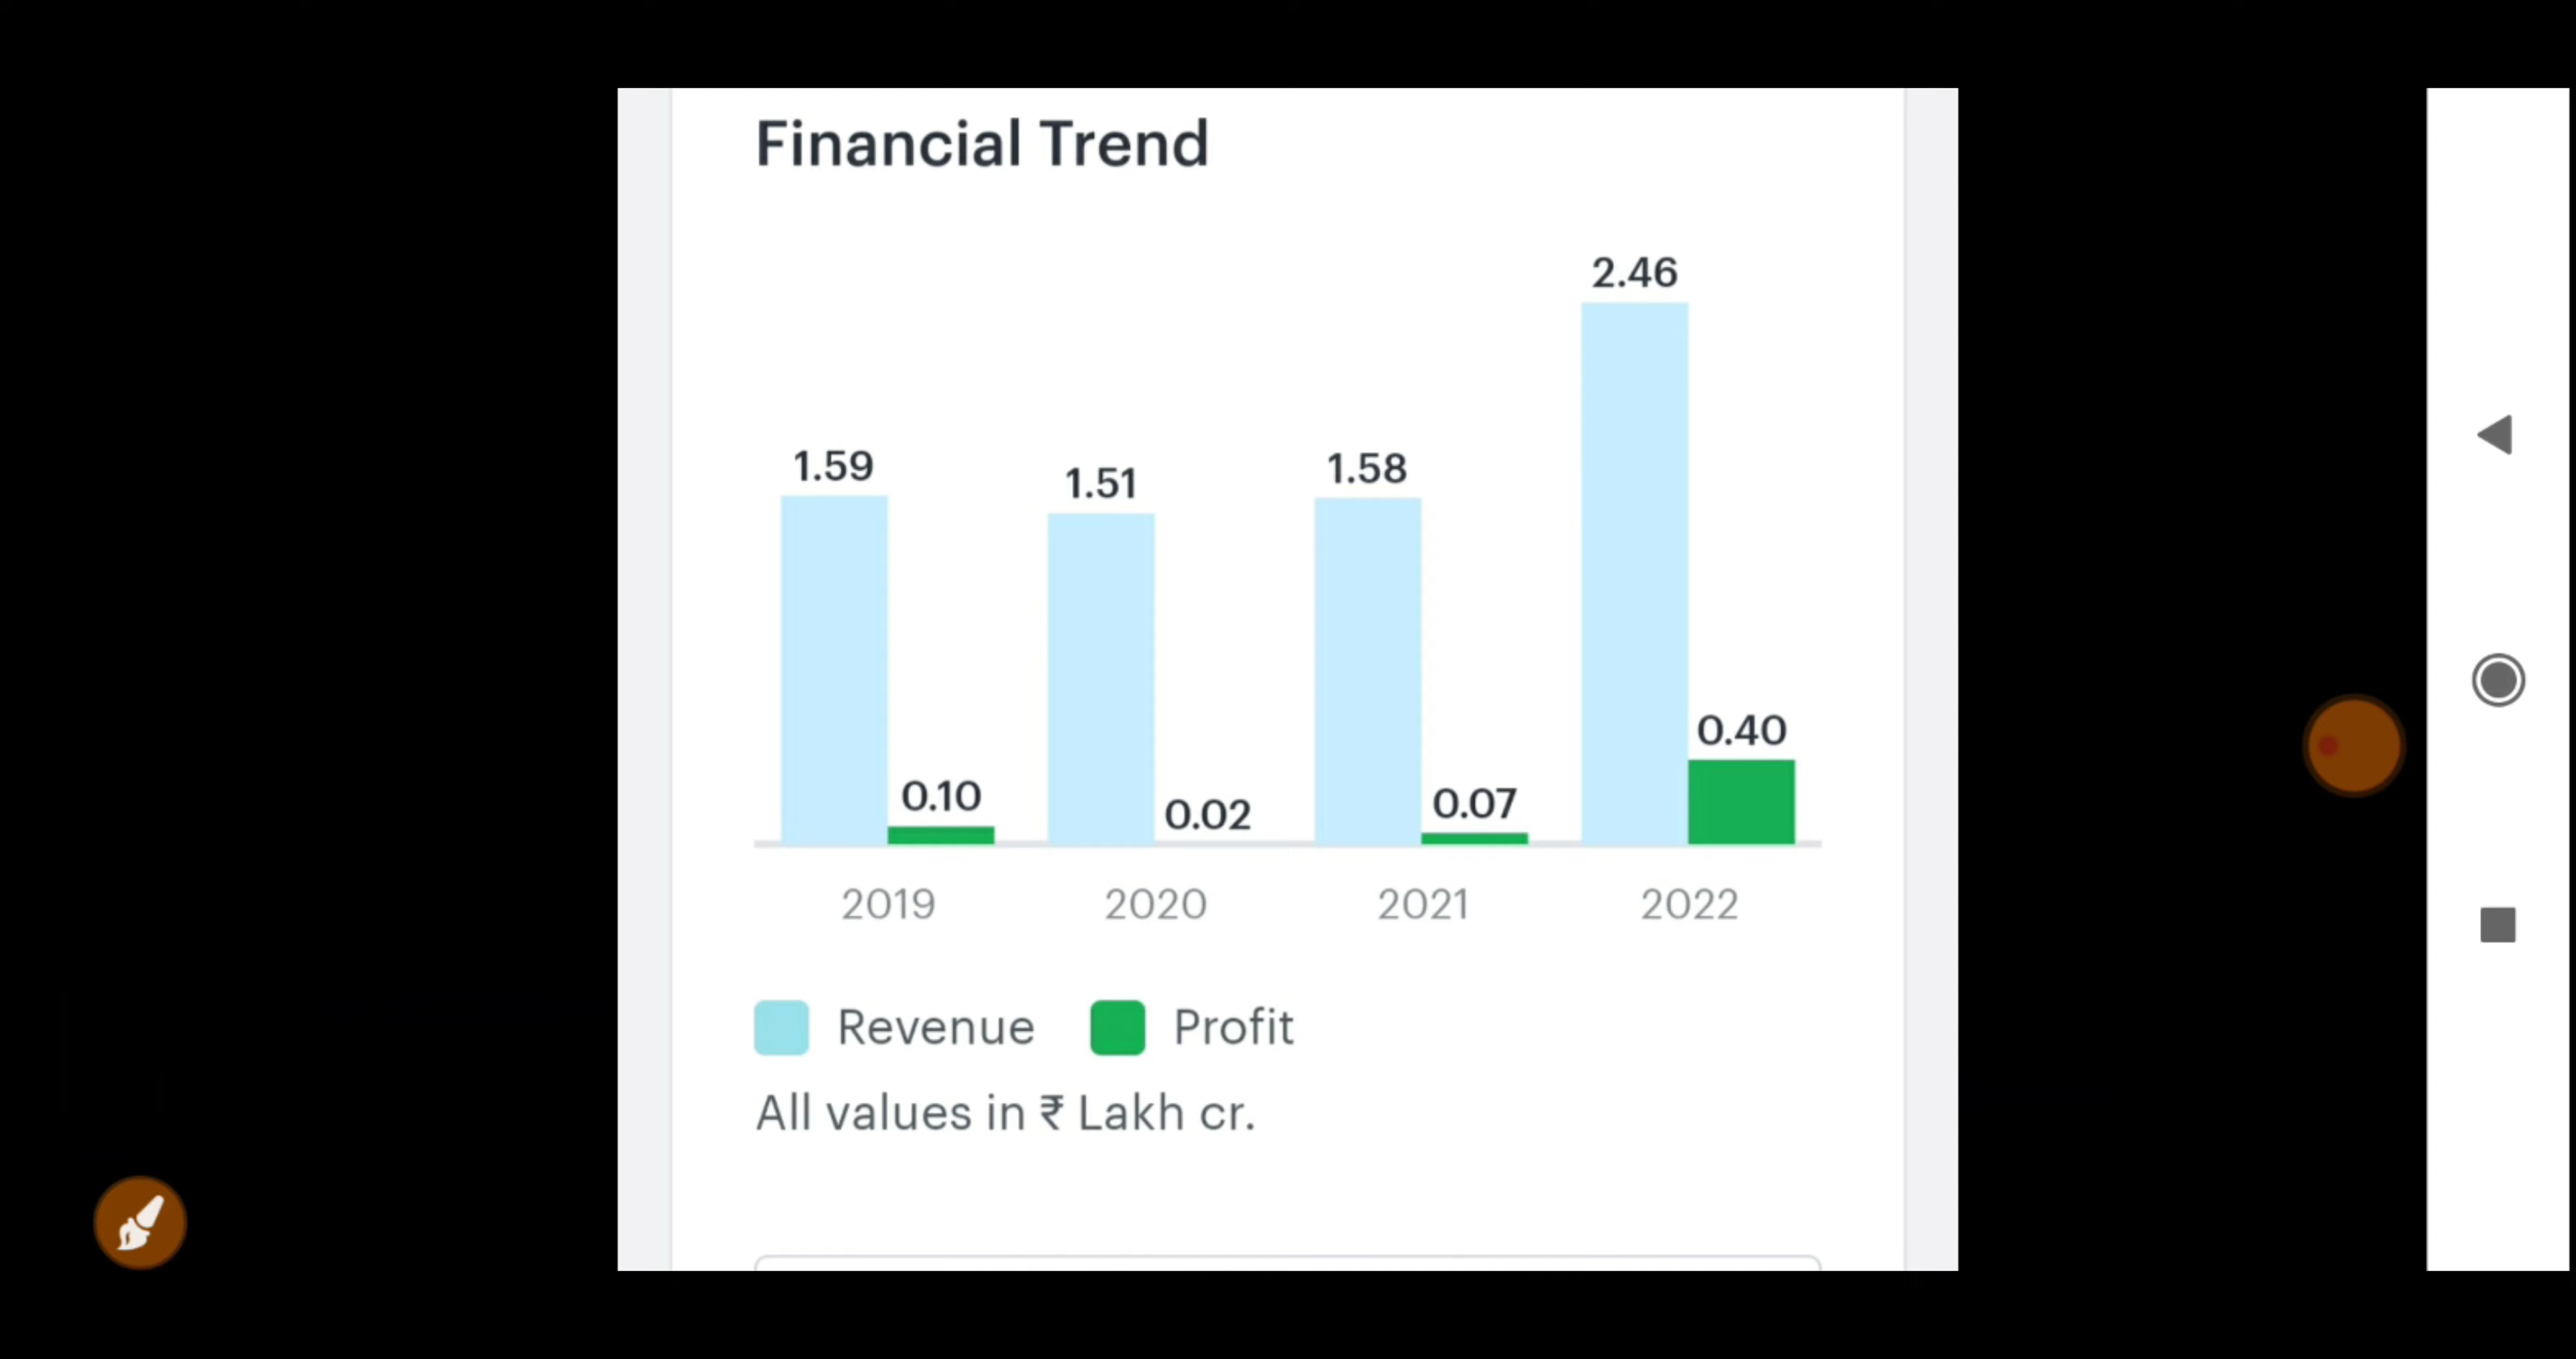 Financial Trend
2.46
1.59
1.51
1.58
0.40
0.10
0.02
0.07
2019 2020 2021 2022
Revenue Profit
All values in ₹ Lakh cr.